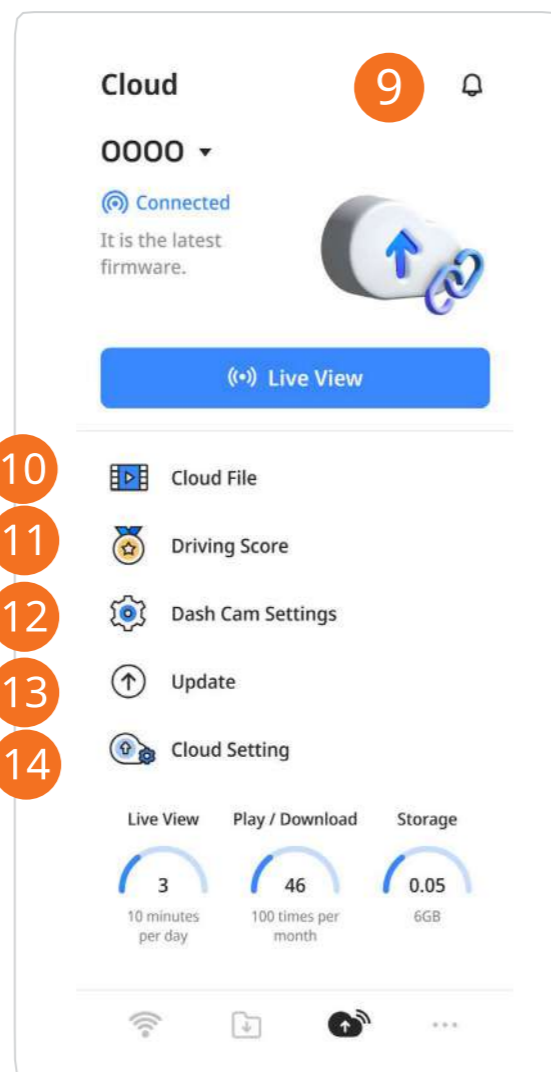 Cloud
9
OOOO
Connected
It is the latest
firmware.
Live View
10 Cloud File
11 Driving Score
12 Dash Cam Settings
13 Update
14 Cloud Setting
Live View Play / Download Storage
3 46 0.05
10 minutes 100 times per 6GB
per day month